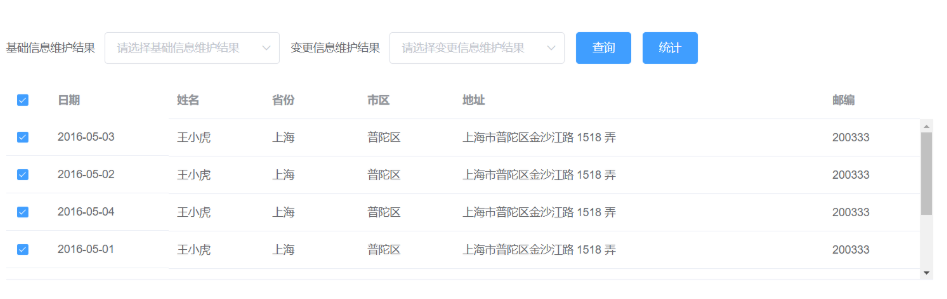 基础信息维护结果 请选择基础信息维护结果 变更信息维护结果 请选择变更信息维护结果 查询 统计
日期 姓名 省份 市区 地址 邮编
2016-05-03 王小虎 上海 普陀区 上海市普陀区金沙江路 1518 弄 200333
2016-05-02 王小虎 上海 普陀区 上海市普陀区金沙江路 1518 弄 200333
2016-05-04 王小虎 上海 普陀区 上海市普陀区金沙江路 1518 弄 200333
2016-05-01 王小虎 上海 普陀区 上海市普陀区金沙江路 1518 弄 200333